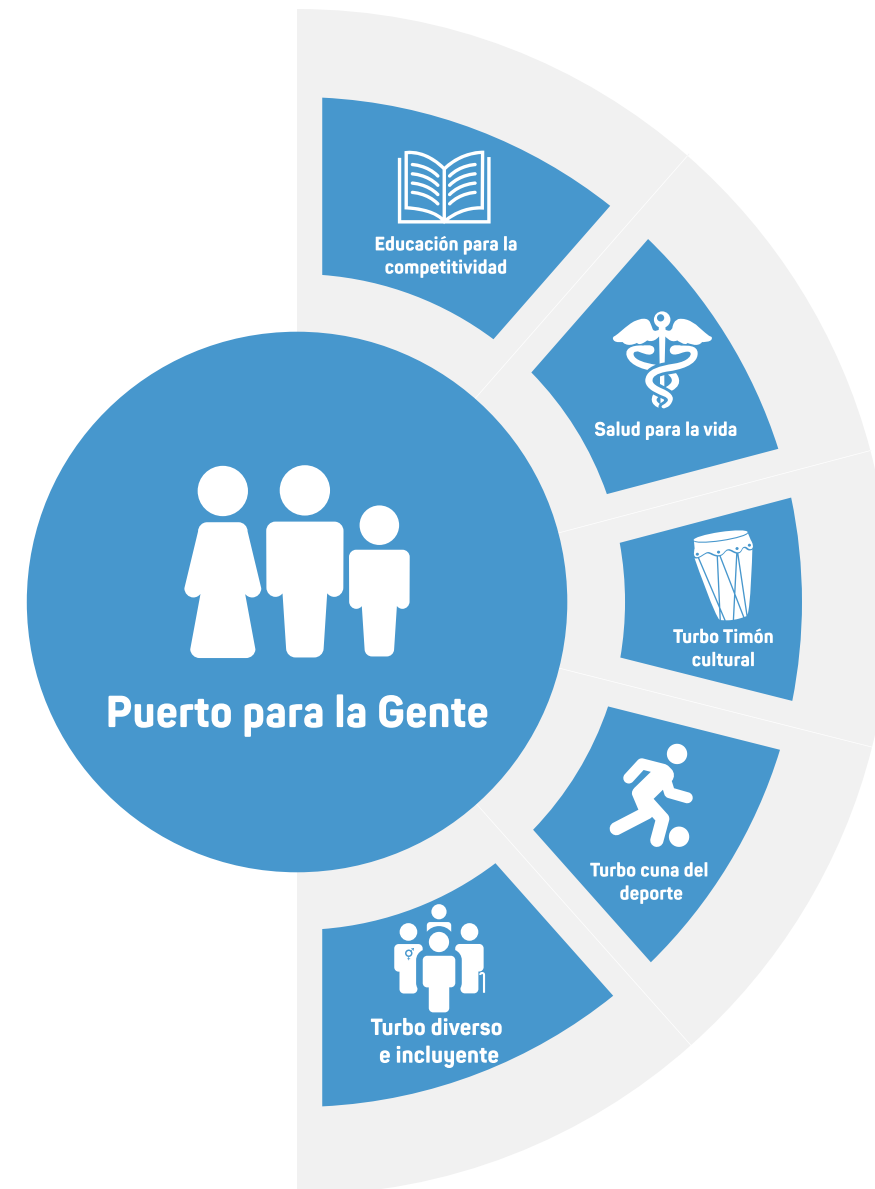 Educación para la
competitividad
Salud para la vida
Turbo Timón
cultural
Puerto para la Gente
Turbo cuna del
deporte
Turbo diverso
e incluyente